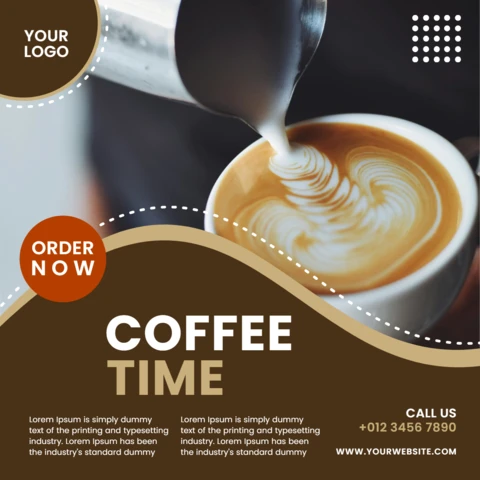 YOUR
LOGO
ORDER
NOW
COFFEE
TIME
Lorem Ipsum is simply dummy
text of the printing and typesetting
industry. Lorem Ipsum has been
the industry's standard dummy
Lorem Ipsum is simply dummy
text of the printing and typesetting
industry. Lorem Ipsum has been
the industry's standard dummy
CALL US
+012 3456 7890
WWW.YOURWEBSITE.COM